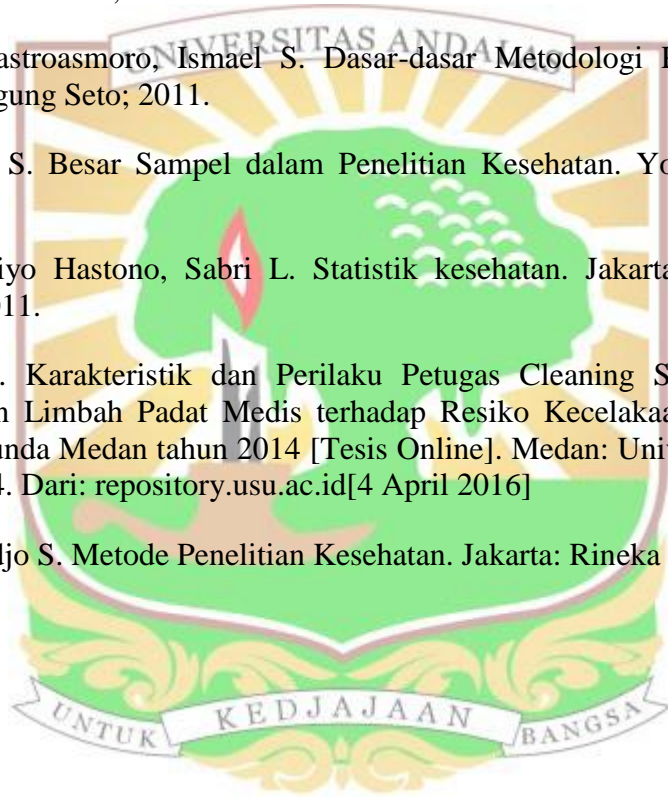 UNIVERSITAS ANDALAS
astroasmoro, Ismael S. Dasar-dasar Metodologi
gung Seto; 2011.
S. Besar Sampel dalam Penelitian Kesehatan. Yo
iyo Hastono, Sabri L. Statistik kesehatan. Jakarta
011.
. Karakteristik dan Perilaku Petugas Cleaning S
n Limbah Padat Medis terhadap Resiko Kecelakaa
unda Medan tahun 2014 [Tesis Online]. Medan: Univ
4. Dari: repository.usu.ac.id[4 April 2016]
djo S. Metode Penelitian Kesehatan. Jakarta: Rineka
UNTUK KEDJAJAAN BANGSA